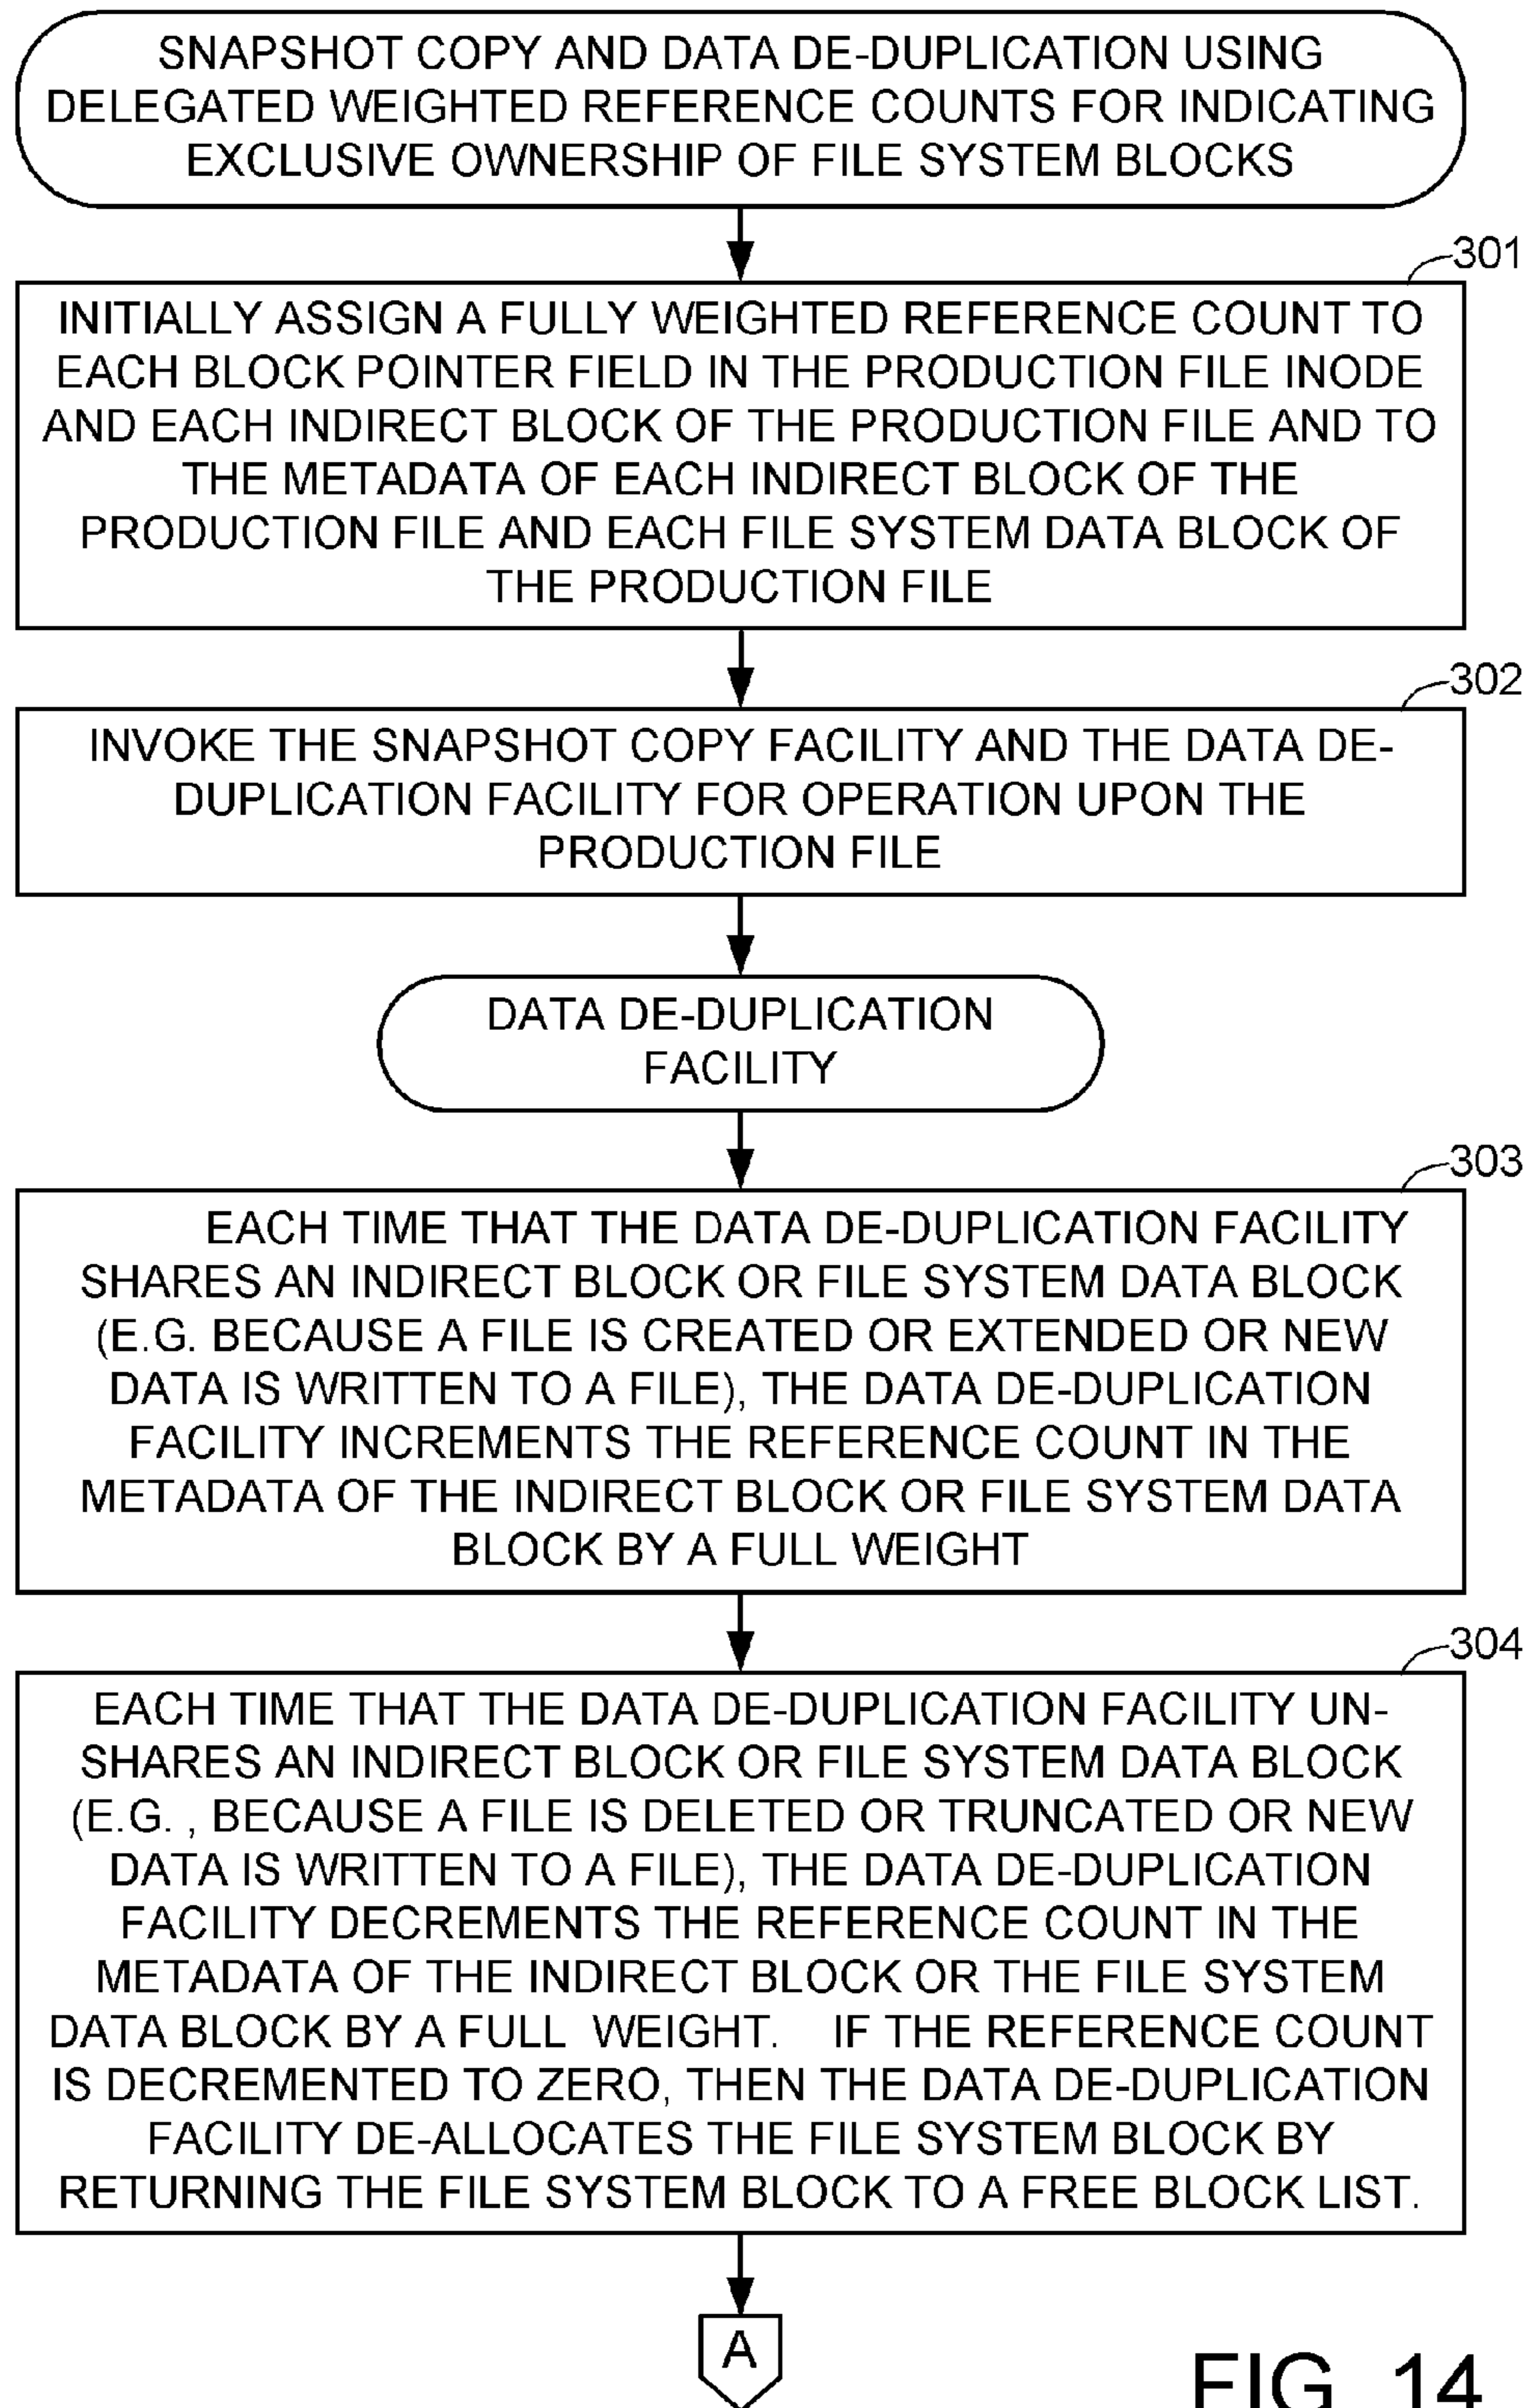 SNAPSHOT COPY AND DATA DE-DUPLICATION USING
DELEGATED WEIGHTED REFERENCE COUNTS FOR INDICATING
EXCLUSIVE OWNERSHIP OF FILE SYSTEM BLOCKS
301
INITIALLY ASSIGN A FULLY WEIGHTED REFERENCE COUNT TO
EACH BLOCK POINTER FIELD IN THE PRODUCTION FILE INODE
AND EACH INDIRECT BLOCK OF THE PRODUCTION FILE AND TO
THE METADATA OF EACH INDIRECT BLOCK OF THE
PRODUCTION FILE AND EACH FILE SYSTEM DATA BLOCK OF
THE PRODUCTION FILE
302
INVOKE THE SNAPSHOT COPY FACILITY AND THE DATA DE-
DUPLICATION FACILITY FOR OPERATION UPON THE
PRODUCTION FILE
DATA DE-DUPLICATION
FACILITY
303
EACH TIME THAT THE DATA DE-DUPLICATION FACILITY
SHARES AN INDIRECT BLOCK OR FILE SYSTEM DATA BLOCK
(E.G. BECAUSE A FILE IS CREATED OR EXTENDED OR NEW
DATA IS WRITTEN TO A FILE), THE DATA DE-DUPLICATION
FACILITY INCREMENTS THE REFERENCE COUNT IN THE
METADATA OF THE INDIRECT BLOCK OR FILE SYSTEM DATA
BLOCK BY A FULL WEIGHT
304
EACH TIME THAT THE DATA DE-DUPLICATION FACILITY UN-
SHARES AN INDIRECT BLOCK OR FILE SYSTEM DATA BLOCK
(E.G. , BECAUSE A FILE IS DELETED OR TRUNCATED OR NEW
DATA IS WRITTEN TO A FILE), THE DATA DE-DUPLICATION
FACILITY DECREMENTS THE REFERENCE COUNT IN THE
METADATA OF THE INDIRECT BLOCK OR THE FILE SYSTEM
DATA BLOCK BY A FULL WEIGHT. IF THE REFERENCE COUNT
IS DECREMENTED TO ZERO, THEN THE DATA DE-DUPLICATION
FACILITY DE-ALLOCATES THE FILE SYSTEM BLOCK BY
RETURNING THE FILE SYSTEM BLOCK TO A FREE BLOCK LIST.
A
FIG. 14